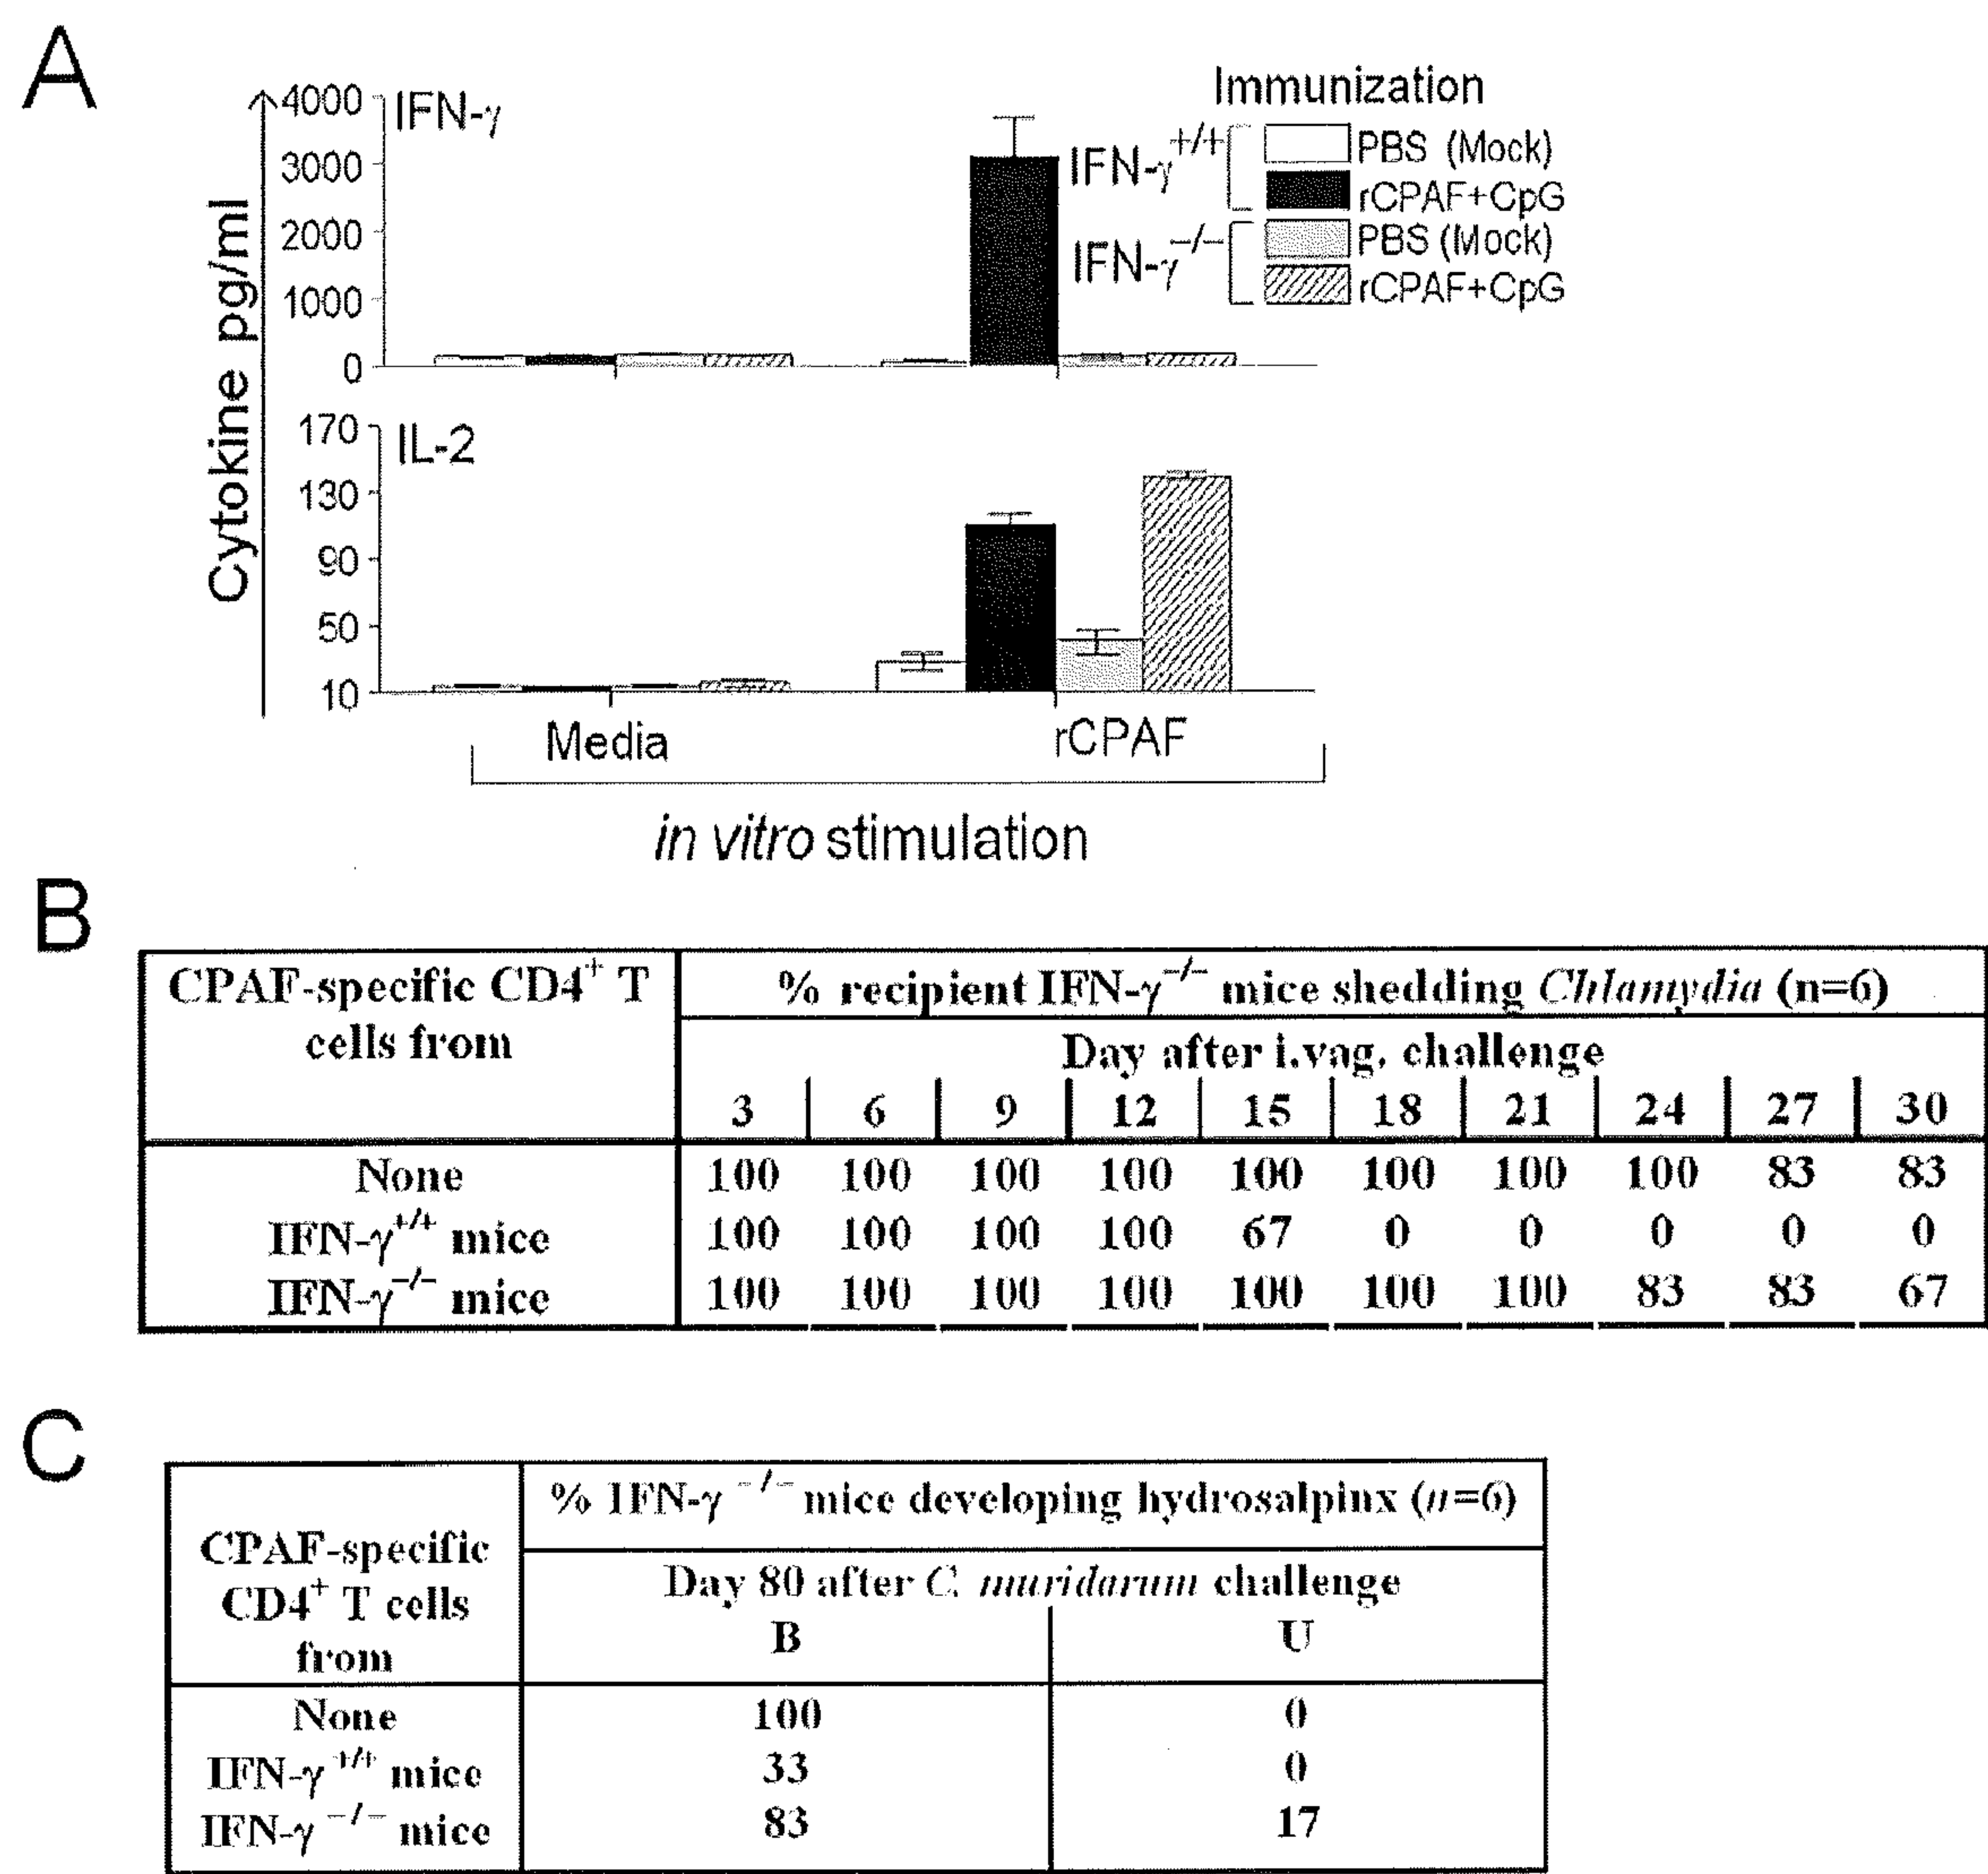 A
Cytokine pg/ml
4000
3000
2000
1000
0
IFN-γ
Immunization
IFN-γ+/+
PBS (Mock)
rCPAF+CpG
IFN-γ−/−
PBS (Mock)
rCPAF+CpG
170
130
90
50
10
IL-2
Media rCPAF
in vitro stimulation
B
CPAF-specific CD4+ T
cells from
% recipient IFN-γ−/− mice shedding Chlamydia (n=6)
Day after i.vag. challenge
3 6 9 12 15 18 21 24 27 30
None 100 100 100 100 100 100 100 100 83 83
IFN-γ+/+ mice 100 100 100 100 67 0 0 0 0 0
IFN-γ−/− mice 100 100 100 100 100 100 100 83 83 67
C
CPAF-specific
CD4+ T cells
from
% IFN-γ −/− mice developing hydrosalpinx (n=6)
Day 80 after C. muridarum challenge
B U
None 100 0
IFN-γ +/+ mice 33 0
IFN-γ −/− mice 83 17